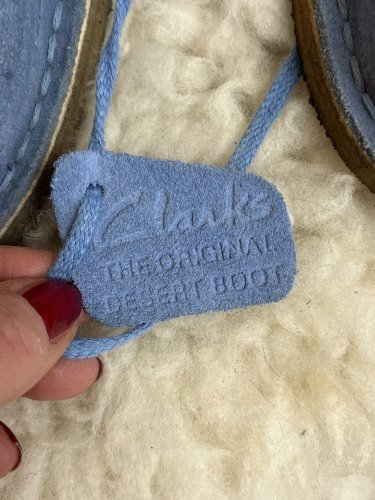 Clarks
THE ORIGINAL
DESERT BOOT